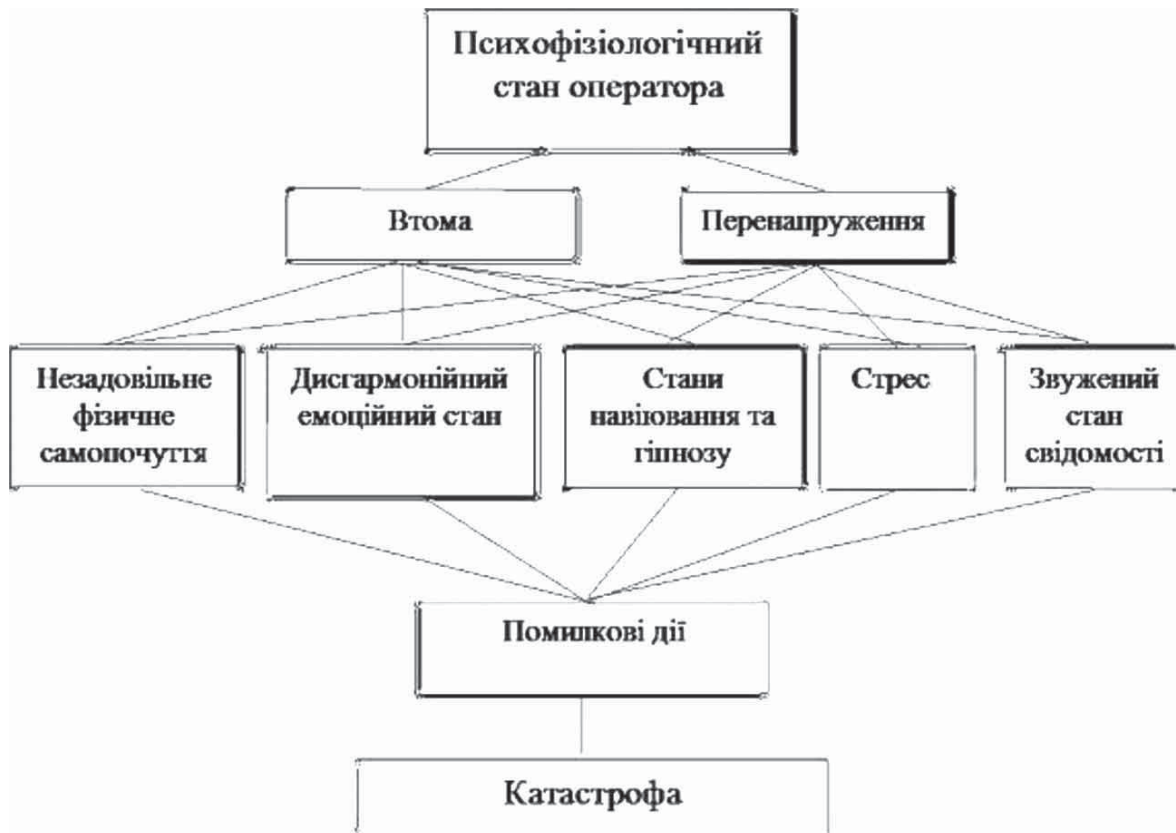 Психофізіологічний
стан оператора
Втома
Перенапруження
Незадовільне
фізичне
самопочуття
Дисгармонійний
емоційний стан
Стани
навіювання та
гіпнозу
Стрес
Звужений
стан
свідомості
Помилкові дії
Катастрофа